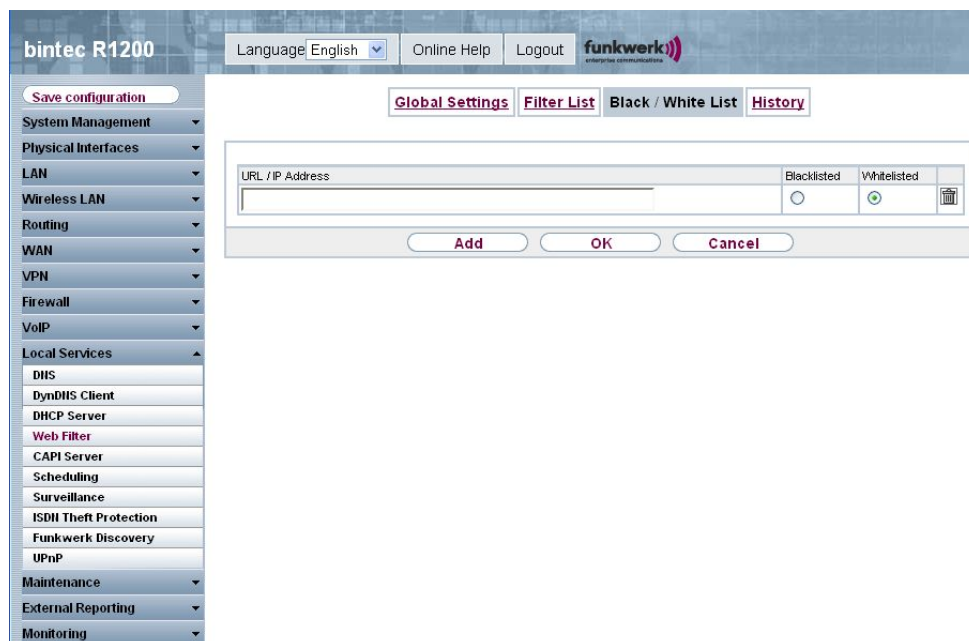 bintec R1200
Language English Online Help Logout funkwerk
enterprise communications
Save configuration
System Management
Physical Interfaces
LAN
Wireless LAN
Routing
WAN
VPN
Firewall
VoIP
Local Services
DNS
DynDNS Client
DHCP Server
Web Filter
CAPI Server
Scheduling
Surveillance
ISDN Theft Protection
Funkwerk Discovery
UPnP
Maintenance
External Reporting
Monitoring
Global Settings Filter List Black / White List History
URL / IP Address Blacklisted Whitelisted
Add OK Cancel